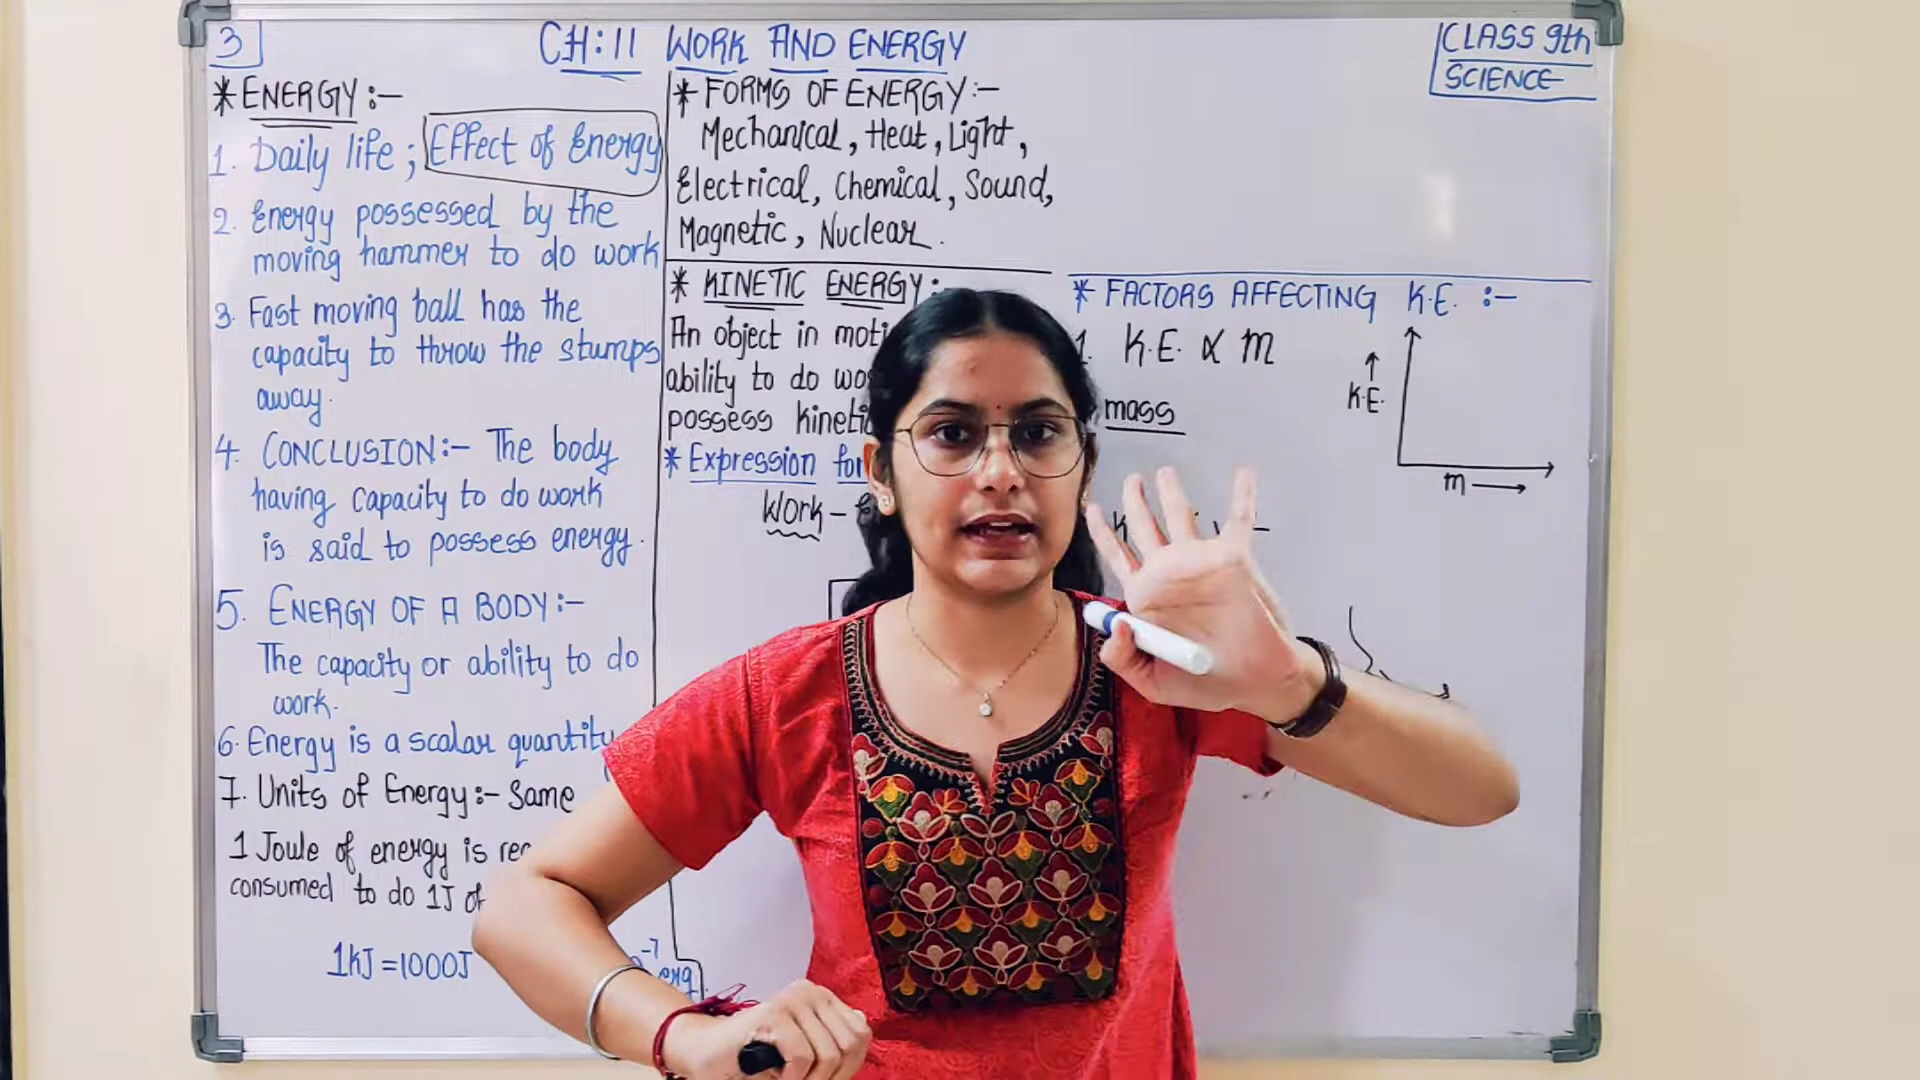 3
CH:11 WORK AND ENERGY
CLASS 9th
SCIENCE
* ENERGY :-
1. Daily life ; Effect of Energy
2. Energy possessed by the
moving hammer to do work
3. Fast moving ball has the
capacity to throw the stumps
away.
4. CONCLUSION:- The body
having capacity to do work
is said to possess energy.
5. ENERGY OF A BODY:-
The capacity or ability to do
work.
6. Energy is a scalar quantity
7. Units of Energy:- Same
1 Joule of energy is
consumed to do 1J of
1kJ = 1000J
-7
erg
* FORMS OF ENERGY:-
Mechanical, Heat, Light,
Electrical, Chemical, Sound,
Magnetic, Nuclear.
* KINETIC ENERGY:-
An object in
ability to do
possess
* Expression for
Work -
* FACTORS AFFECTING K.E. :-
1. K.E. ∝ m
mass
K.E.
m